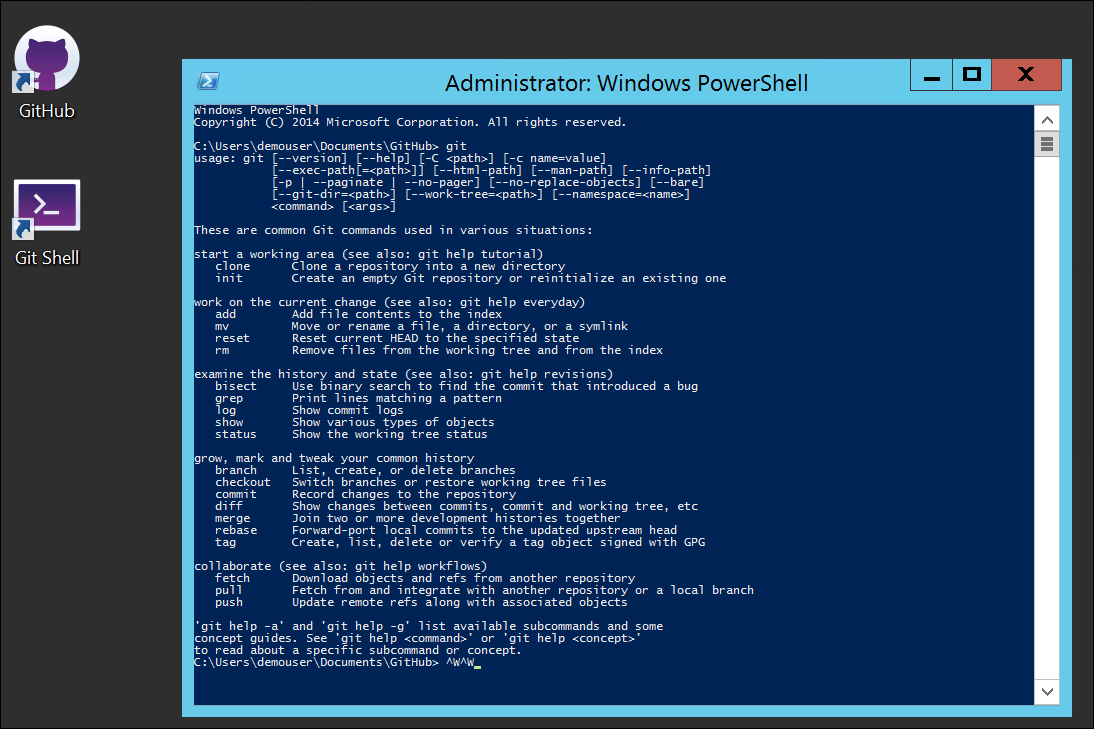 GitHub
Git Shell
Administrator: Windows PowerShell
Windows PowerShell
Copyright (C) 2014 Microsoft Corporation. All rights reserved.
C:\Users\demouser\Documents\GitHub> git
usage: git [--version] [--help] [-C <path>] [-c name=value]
[--exec-path[=<path>]] [--html-path] [--man-path] [--info-path]
[-p | --paginate | --no-pager] [--no-replace-objects] [--bare]
[--git-dir=<path>] [--work-tree=<path>] [--namespace=<name>]
<command> [<args>]
These are common Git commands used in various situations:
start a working area (see also: git help tutorial)
clone Clone a repository into a new directory
init Create an empty Git repository or reinitialize an existing one
work on the current change (see also: git help everyday)
add Add file contents to the index
mv Move or rename a file, a directory, or a symlink
reset Reset current HEAD to the specified state
rm Remove files from the working tree and from the index
examine the history and state (see also: git help revisions)
bisect Use binary search to find the commit that introduced a bug
grep Print lines matching a pattern
log Show commit logs
show Show various types of objects
status Show the working tree status
grow, mark and tweak your common history
branch List, create, or delete branches
checkout Switch branches or restore working tree files
commit Record changes to the repository
diff Show changes between commits, commit and working tree, etc
merge Join two or more development histories together
rebase Forward-port local commits to the updated upstream head
tag Create, list, delete or verify a tag object signed with GPG
collaborate (see also: git help workflows)
fetch Download objects and refs from another repository
pull Fetch from and integrate with another repository or a local branch
push Update remote refs along with associated objects
'git help -a' and 'git help -g' list available subcommands and some
concept guides. See 'git help <command>' or 'git help <concept>'
to read about a specific subcommand or concept.
C:\Users\demouser\Documents\GitHub> ^W^W_